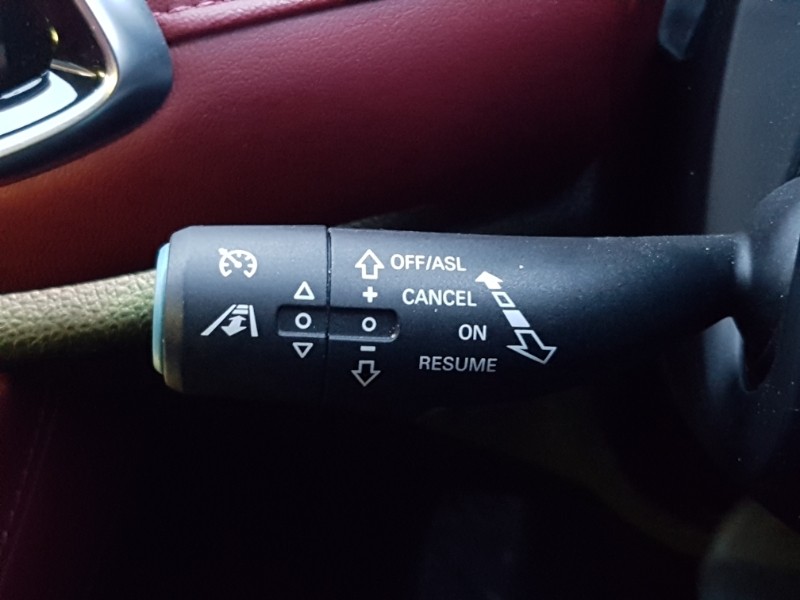 OFF/ASL
+ CANCEL
ON
− RESUME